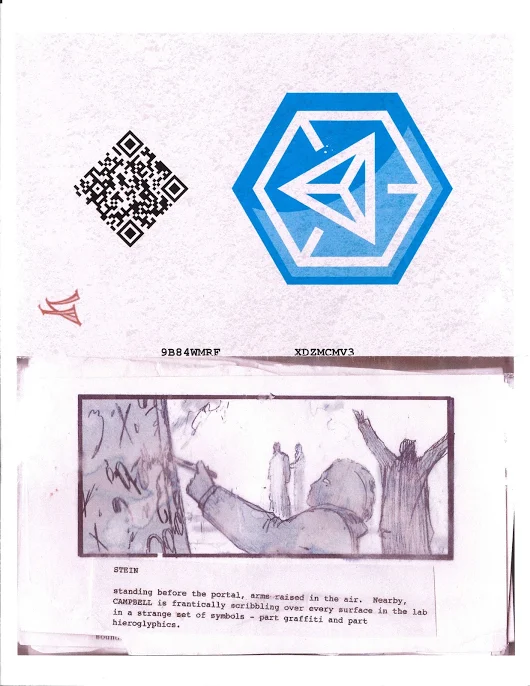 9B84WMRF XDZMCMV3
STEIN
standing before the portal, arms raised in the air. Nearby,
CAMPBELL is frantically scribbling over every surface in the lab
in a strange set of symbols - part graffiti and part
hieroglyphics.
sound.